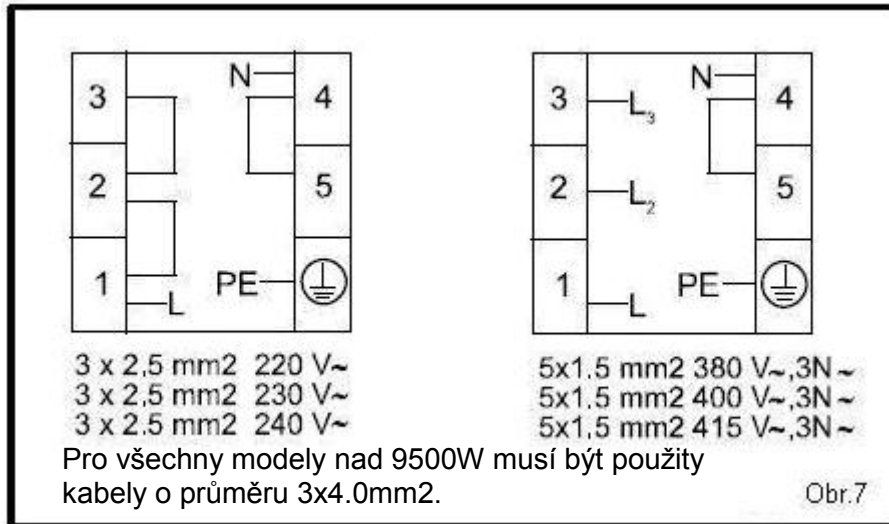 3
2
1
L
N
4
5
PE
3 x 2,5 mm2 220 V~
3 x 2,5 mm2 230 V~
3 x 2.5 mm2 240 V~
3
2
1
L3
L2
L
N
4
5
PE
5x1.5 mm2 380 V~,3N~
5x1.5 mm2 400 V~,3N~
5x1,5 mm2 415 V~,3N~
Pro všechny modely nad 9500W musí být použity
kabely o průměru 3x4.0mm2.
Obr.7